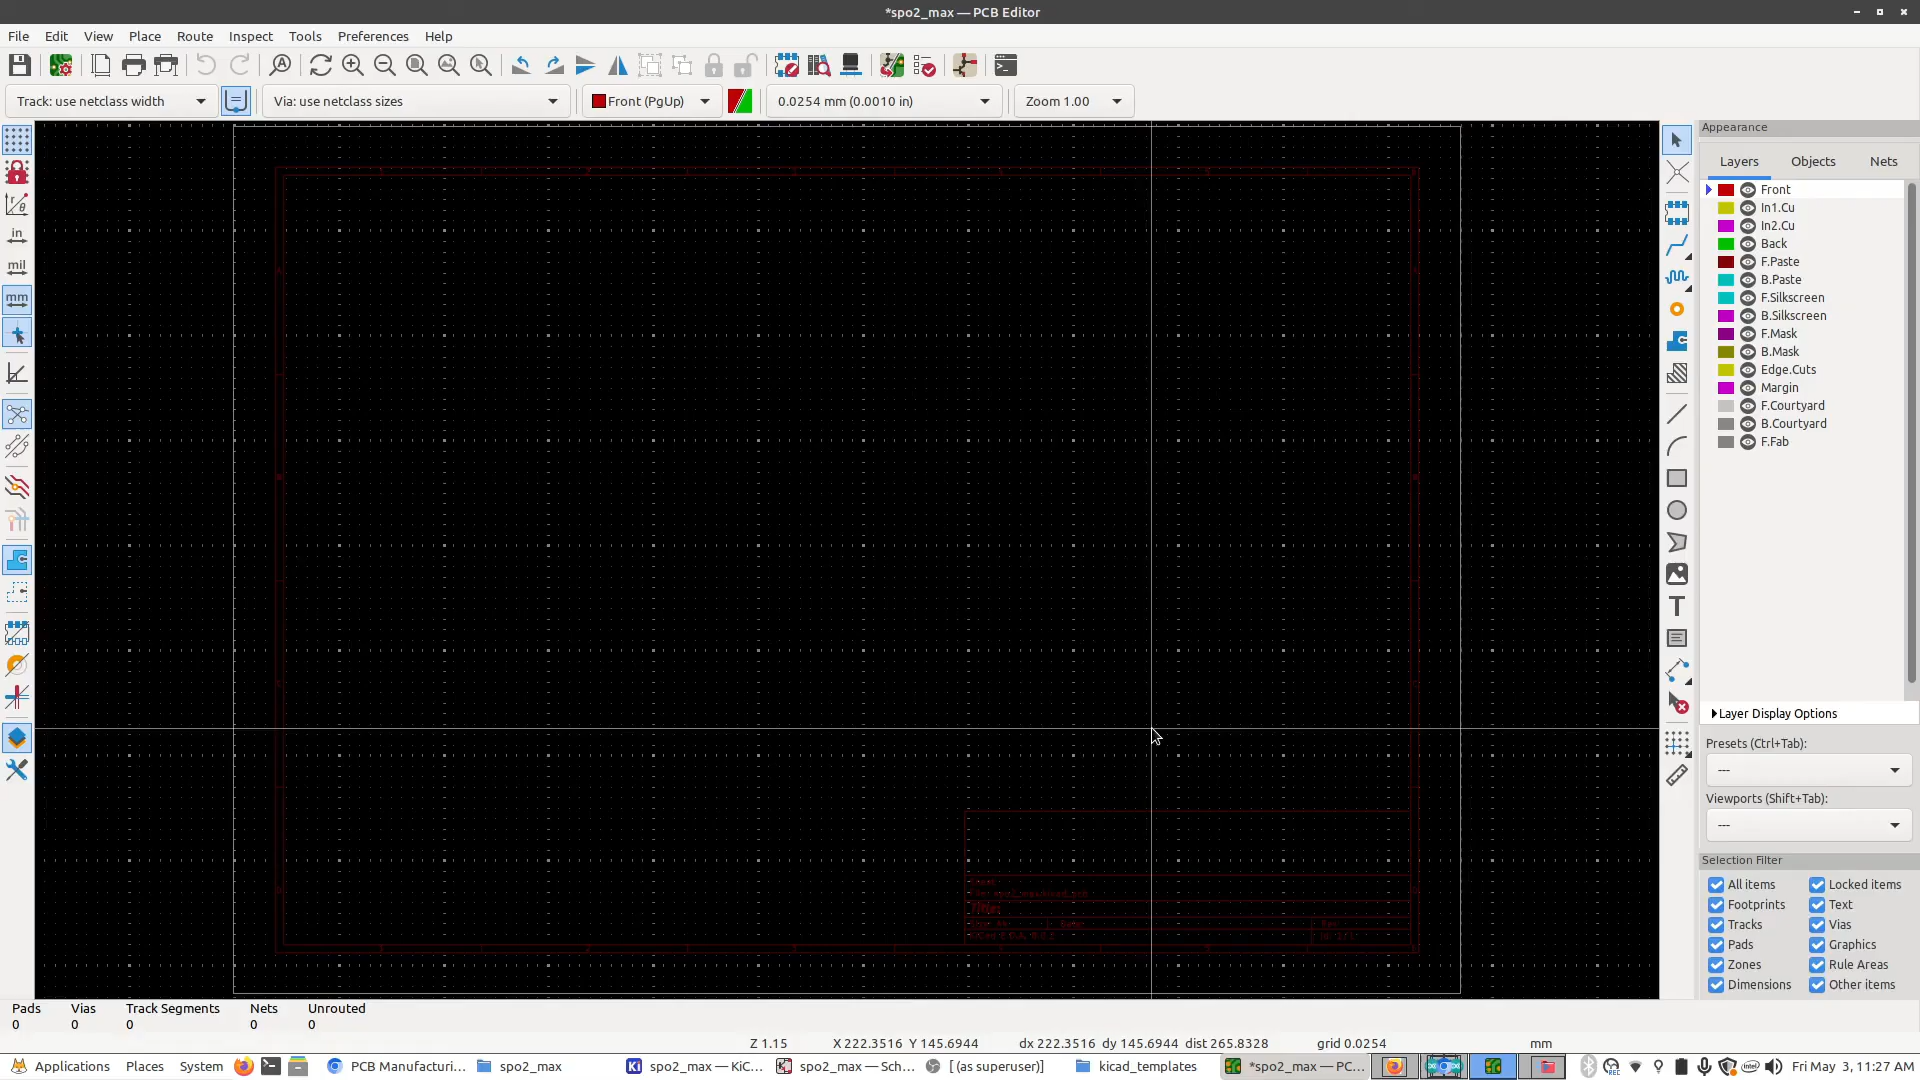 *spo2_max — PCB Editor
File Edit View Place Route Inspect Tools Preferences Help
Track: use netclass width Via: use netclass sizes Front (PgUp) 0.0254 mm (0.0010 in) Zoom 1.00
Appearance
Layers Objects Nets
Front
In1.Cu
In2.Cu
Back
F.Paste
B.Paste
F.Silkscreen
B.Silkscreen
F.Mask
B.Mask
Edge.Cuts
Margin
F.Courtyard
B.Courtyard
F.Fab
in
mil
mm
Layer Display Options
Presets (Ctrl+Tab):
---
Viewports (Shift+Tab):
---
Selection Filter
All items Locked items
Footprints Text
Tracks Vias
Pads Graphics
Zones Rule Areas
Dimensions Other items
Title:
Pads Vias Track Segments Nets Unrouted
0 0 0 0 0
Z 1.15 X 222.3516 Y 145.6944 dx 222.3516 dy 145.6944 dist 265.8328 grid 0.0254 mm
Applications Places System PCB Manufacturi... spo2_max spo2_max — KiC... spo2_max — Sch... [(as superuser)] kicad_templates *spo2_max — PC... Fri May 3, 11:27 AM